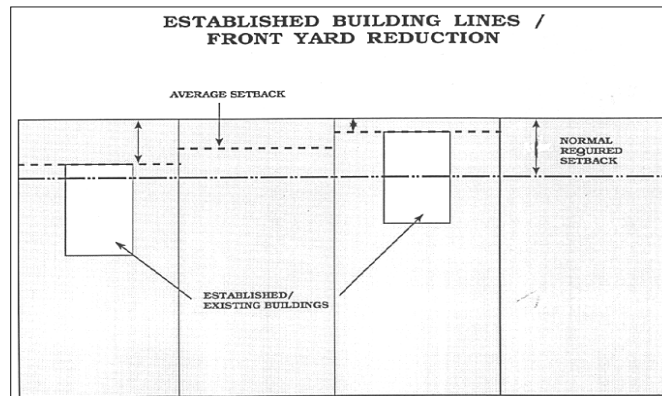 ESTABLISHED BUILDING LINES /
FRONT YARD REDUCTION
AVERAGE SETBACK
NORMAL
REQUIRED
SETBACK
ESTABLISHED/
EXISTING BUILDINGS